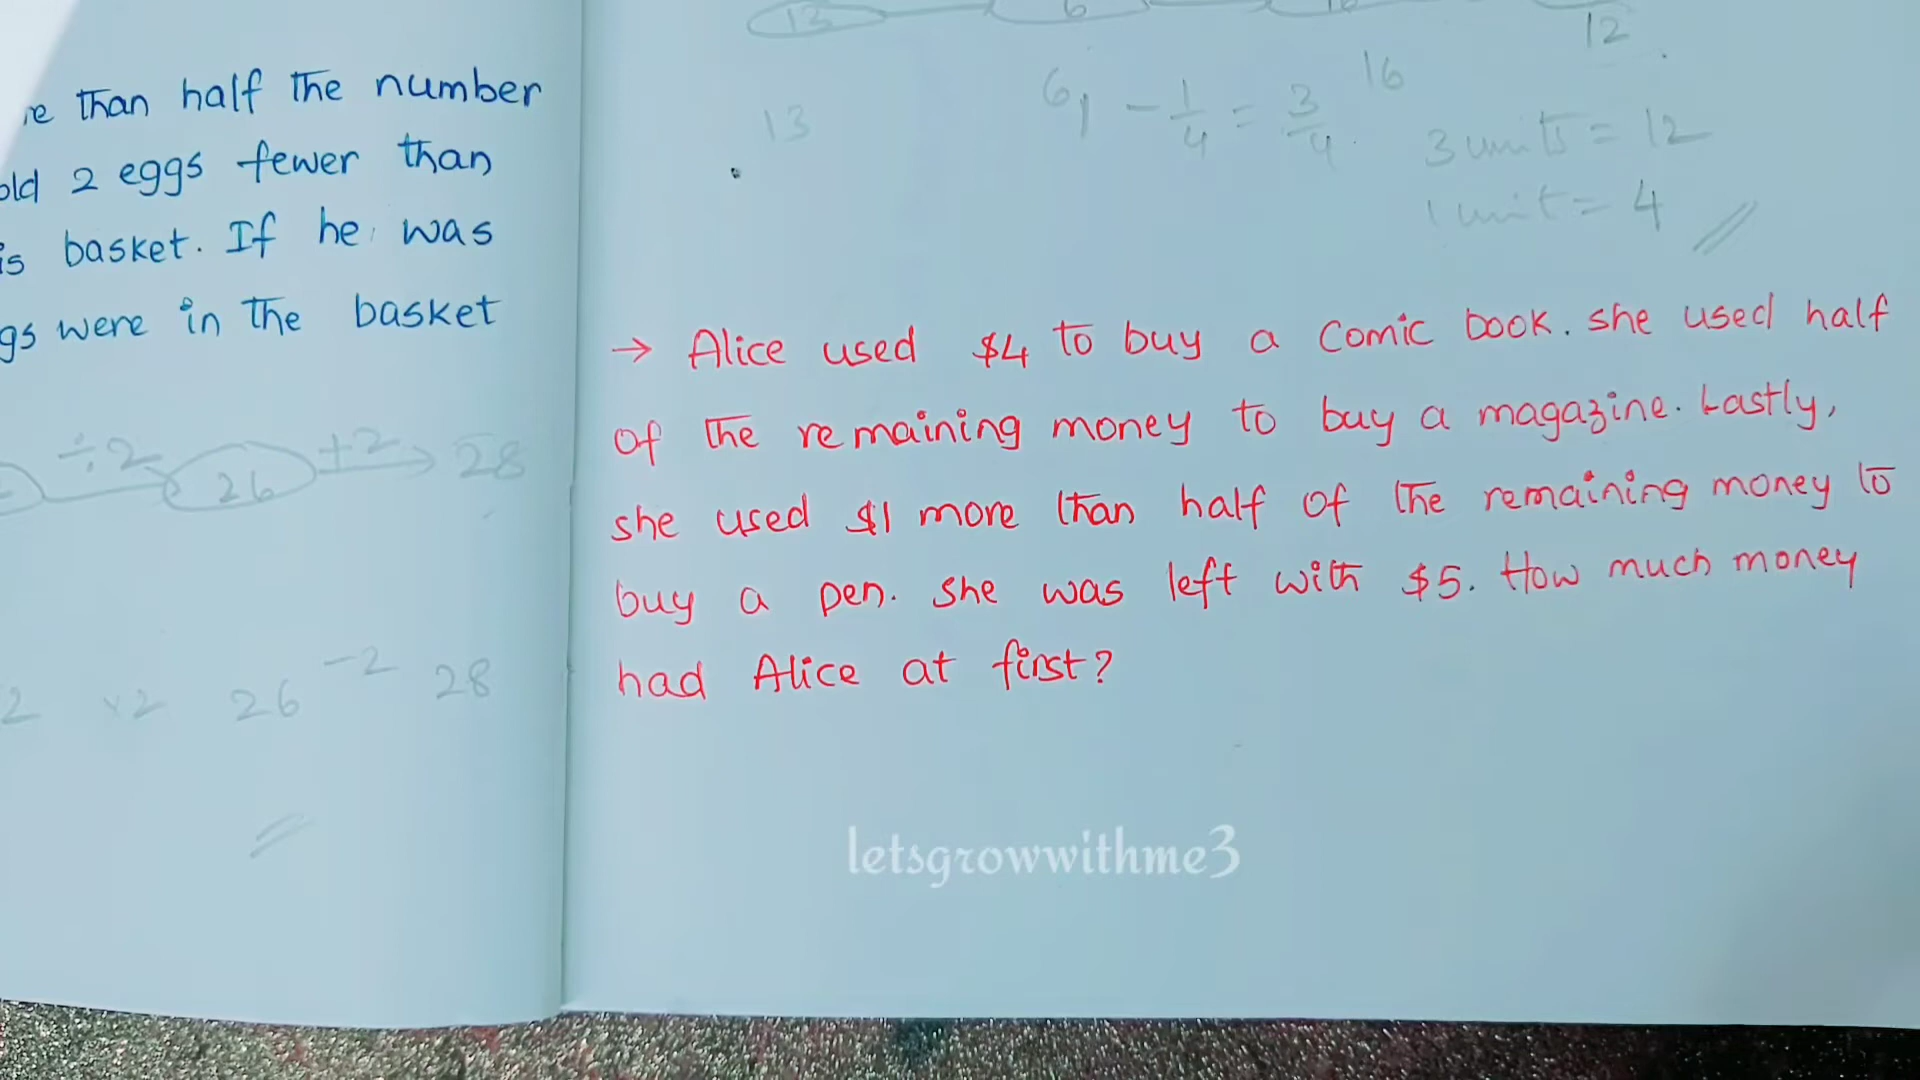 than half the number
2 eggs fewer than
basket. If he was
were in the basket
÷2 26 +2 28
2 ×2 26 -2 28
13 6
12
13
6 1 - 1/4 = 3/4 16
3 units = 12
1 unit = 4
→ Alice used $4 to buy a Comic book. she used half
of the remaining money to buy a magazine. Lastly,
she used $1 more than half of the remaining money to
buy a pen. She was left with $5. How much money
had Alice at first?
letsgrowwithme3